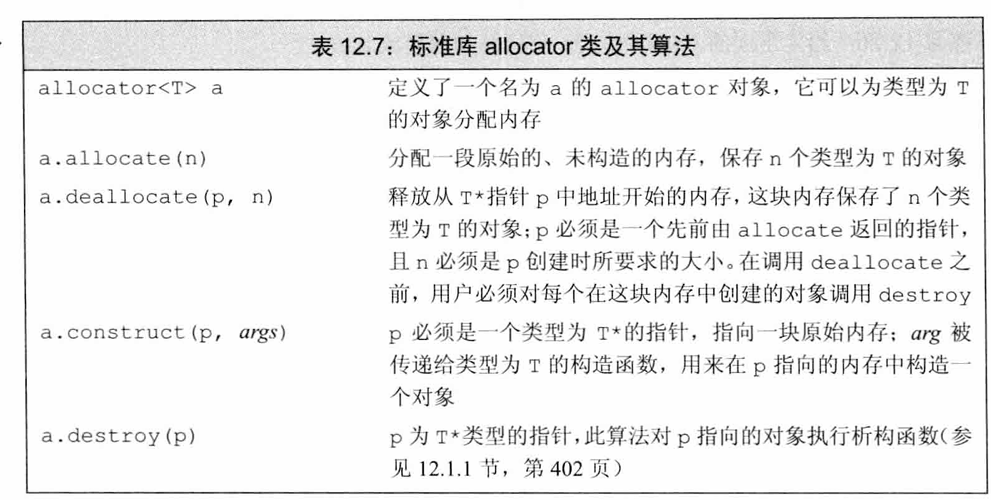 表 12.7：标准库 allocator 类及其算法
allocator<T> a 定义了一个名为 a 的 allocator 对象，它可以为类型为 T
的对象分配内存
a.allocate(n) 分配一段原始的、未构造的内存，保存 n 个类型为 T 的对象
a.deallocate(p, n) 释放从 T*指针 p 中地址开始的内存，这块内存保存了 n 个类
型为 T 的对象；p 必须是一个先前由 allocate 返回的指针，
且 n 必须是 p 创建时所要求的大小。在调用 deallocate 之
前，用户必须对每个在这块内存中创建的对象调用 destroy
a.construct(p, args) p 必须是一个类型为 T*的指针，指向一块原始内存；arg 被
传递给类型为 T 的构造函数，用来在 p 指向的内存中构造一
个对象
a.destroy(p) p 为 T*类型的指针，此算法对 p 指向的对象执行析构函数（参
见 12.1.1 节，第 402 页）